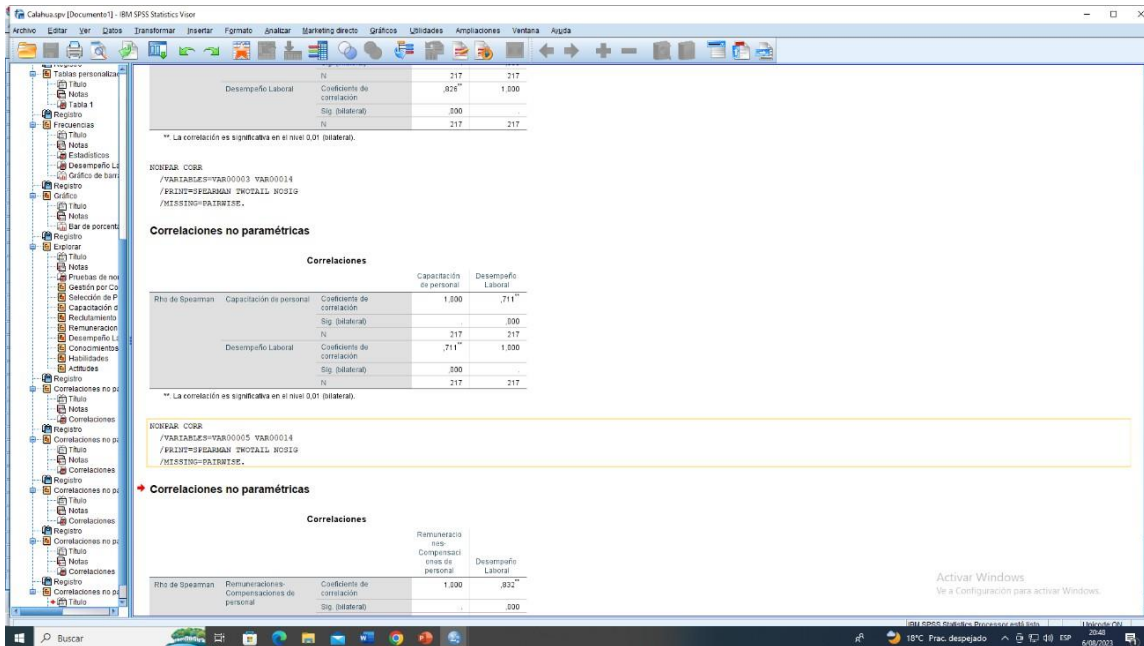 Calahua.spv [Documento1] - IBM SPSS Statistics Visor
Archivo Editar Ver Datos Transformar Insertar Formato Analizar Marketing directo Gráficos Utilidades Ampliaciones Ventana Ayuda
Tablas personaliza
Título
Notas
Tabla 1
Registro
Frecuencias
Título
Notas
Estadísticos
Desempeño La
Gráfico de barr
Registro
Gráfico
Título
Notas
Bar de porcenta
Registro
Explorar
Título
Notas
Pruebas de nor
Gestión por Co
Selección de P
Capacitación d
Reclutamiento
Remuneracion
Desempeño La
Conocimientos
Habilidades
Actitudes
Registro
Correlaciones no pa
Título
Notas
Correlaciones
Registro
Correlaciones no pa
Título
Notas
Correlaciones
Registro
Correlaciones no pa
Título
Notas
Correlaciones
Registro
Correlaciones no pa
Título
Notas
Correlaciones
Registro
Correlaciones no pa
Título
N 217 217
Desempeño Laboral Coeficiente de correlación ,826** 1,000
Sig. (bilateral) ,000 .
N 217 217
**. La correlación es significativa en el nivel 0,01 (bilateral).
NONPAR CORR
/VARIABLES=VAR00003 VAR00014
/PRINT=SPEARMAN TWOTAIL NOSIG
/MISSING=PAIRWISE.
Correlaciones no paramétricas
Correlaciones
Capacitación de personal Desempeño Laboral
Rho de Spearman Capacitación de personal Coeficiente de correlación 1,000 ,711**
Sig. (bilateral) . ,000
N 217 217
Desempeño Laboral Coeficiente de correlación ,711** 1,000
Sig. (bilateral) ,000 .
N 217 217
**. La correlación es significativa en el nivel 0,01 (bilateral).
NONPAR CORR
/VARIABLES=VAR00005 VAR00014
/PRINT=SPEARMAN TWOTAIL NOSIG
/MISSING=PAIRWISE.
Correlaciones no paramétricas
Correlaciones
Remuneraciones-Compensaciones de personal Desempeño Laboral
Rho de Spearman Remuneraciones-Compensaciones de personal Coeficiente de correlación 1,000 ,832**
Sig. (bilateral) . ,000
Activar Windows
Ve a Configuración para activar Windows.
IBM SPSS Statistics Processor está listo Unicode:ON
Buscar
18°C Prac. despejado ESP 20:48
6/08/2023